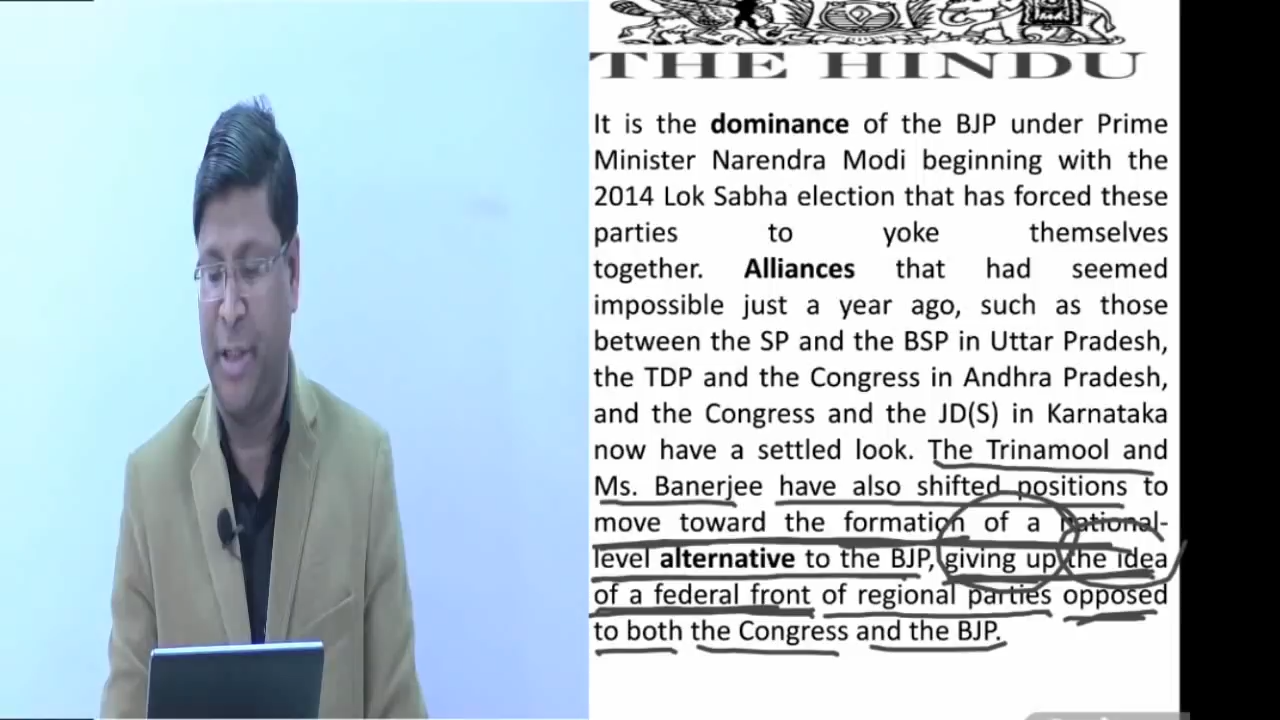 THE HINDU
It is the dominance of the BJP under Prime
Minister Narendra Modi beginning with the
2014 Lok Sabha election that has forced these
parties to yoke themselves
together. Alliances that had seemed
impossible just a year ago, such as those
between the SP and the BSP in Uttar Pradesh,
the TDP and the Congress in Andhra Pradesh,
and the Congress and the JD(S) in Karnataka
now have a settled look. The Trinamool and
Ms. Banerjee have also shifted positions to
move toward the formation of a national-
level alternative to the BJP, giving up the idea
of a federal front of regional parties opposed
to both the Congress and the BJP.